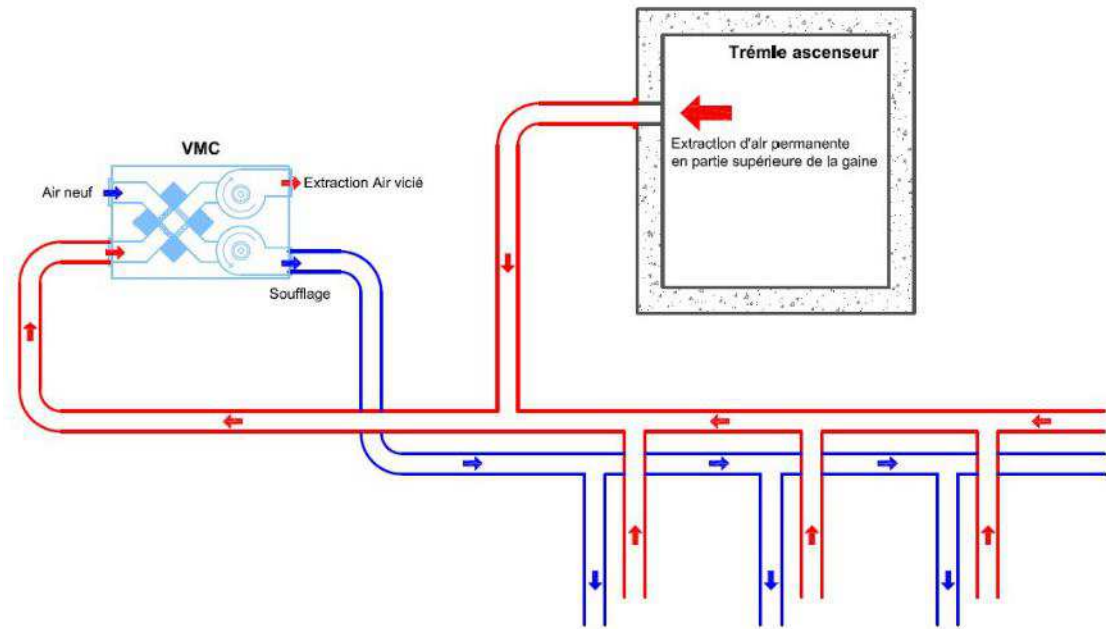 Trémie ascenseur
Extraction d'air permanente
en partie supérieure de la gaine
VMC
Air neuf
Extraction Air vicié
Soufflage